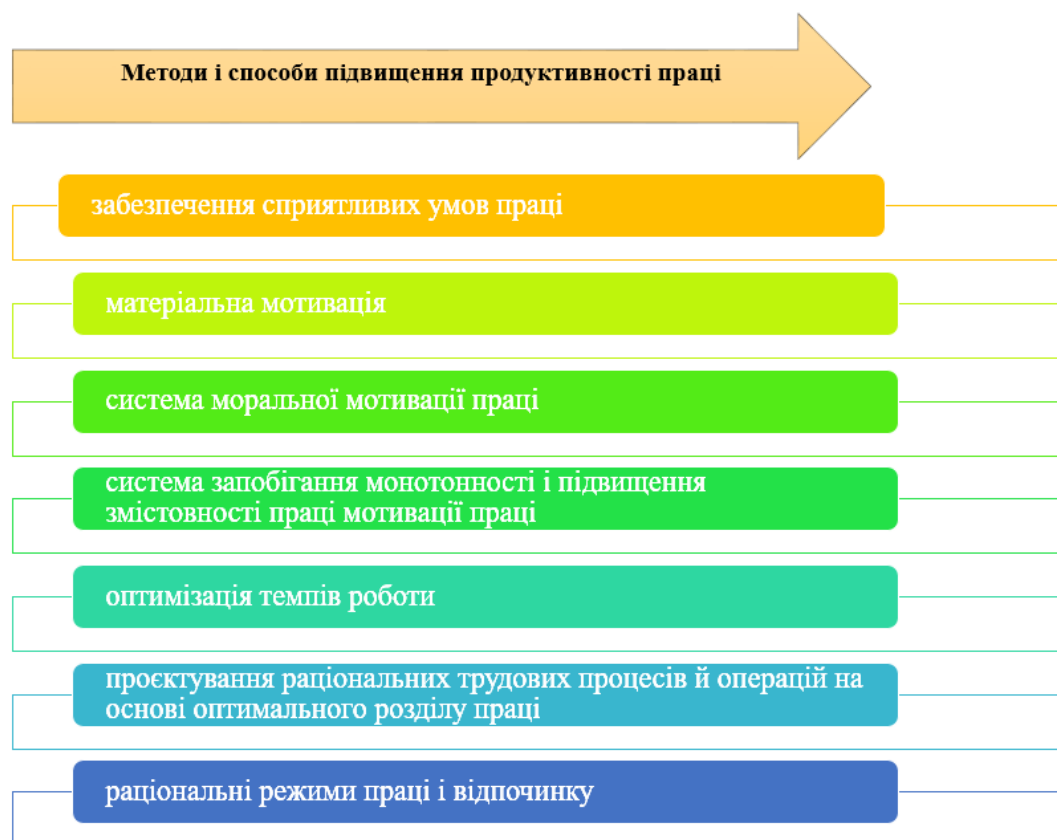 Методи і способи підвищення продуктивності праці
забезпечення сприятливих умов праці
матеріальна мотивація
система моральної мотивації праці
система запобігання монотонності і підвищення
змістовності праці мотивації праці
оптимізація темпів роботи
проєктування раціональних трудових процесів й операцій на
основі оптимального розділу праці
раціональні режими праці і відпочинку